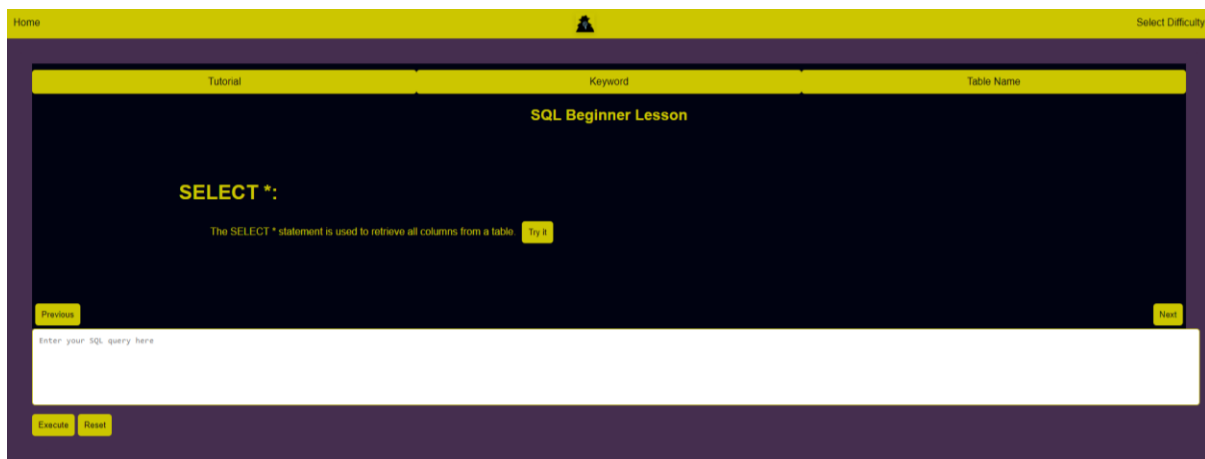 Home Select Difficulty
Tutorial Keyword Table Name
SQL Beginner Lesson
SELECT *:
The SELECT * statement is used to retrieve all columns from a table. Try it
Previous Next
Enter your SQL query here
Execute Reset